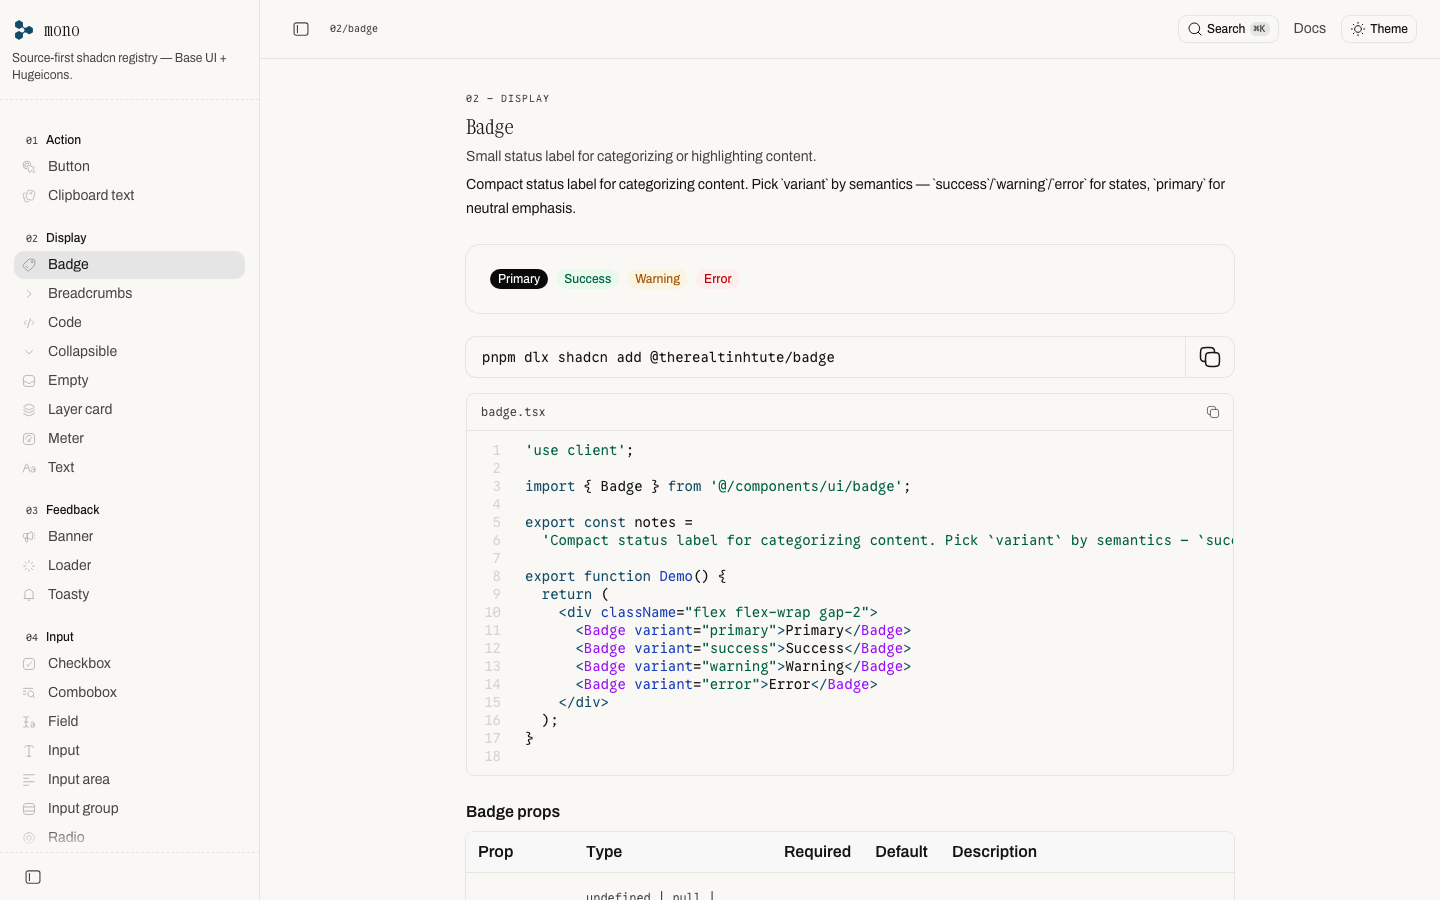 mono
Source-first shadcn registry — Base UI +
Hugeicons.
01 Action
Button
Clipboard text
02 Display
Badge
Breadcrumbs
Code
Collapsible
Empty
Layer card
Meter
Text
03 Feedback
Banner
Loader
Toasty
04 Input
Checkbox
Combobox
Field
Input
Input area
Input group
Radio
02/badge
Search ⌘K
Docs
Theme
02 — DISPLAY
Badge
Small status label for categorizing or highlighting content.
Compact status label for categorizing content. Pick `variant` by semantics — `success`/`warning`/`error` for states, `primary` for
neutral emphasis.
Primary Success Warning Error
pnpm dlx shadcn add @therealtinhtute/badge
badge.tsx
1 'use client';
2
3 import { Badge } from '@/components/ui/badge';
4
5 export const notes =
6 'Compact status label for categorizing content. Pick `variant` by semantics — `succ
7
8 export function Demo() {
9 return (
10 <div className="flex flex-wrap gap-2">
11 <Badge variant="primary">Primary</Badge>
12 <Badge variant="success">Success</Badge>
13 <Badge variant="warning">Warning</Badge>
14 <Badge variant="error">Error</Badge>
15 </div>
16 );
17 }
18
Badge props
Prop Type Required Default Description
undefined | null |